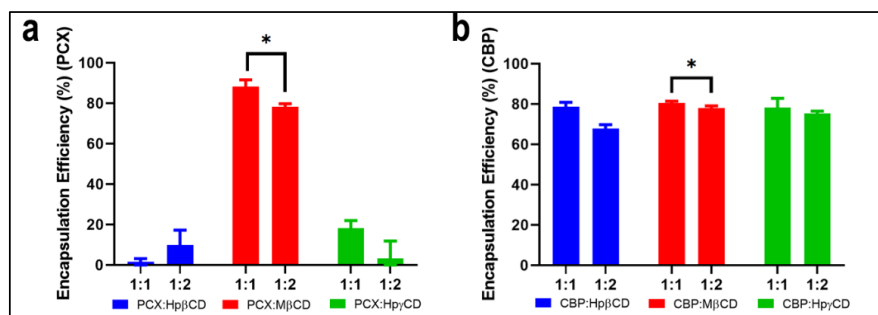 a
Encapsulation Efficiency (%) (PCX)
100
80
60
40
20
0
*
1:1 1:2 1:1 1:2 1:1 1:2
PCX:HpβCD PCX:MβCD PCX:HpγCD
b
Encapsulation Efficiency (%) (CBP)
100
80
60
40
20
0
*
1:1 1:2 1:1 1:2 1:1 1:2
CBP:HpβCD CBP:MβCD CBP:HpγCD